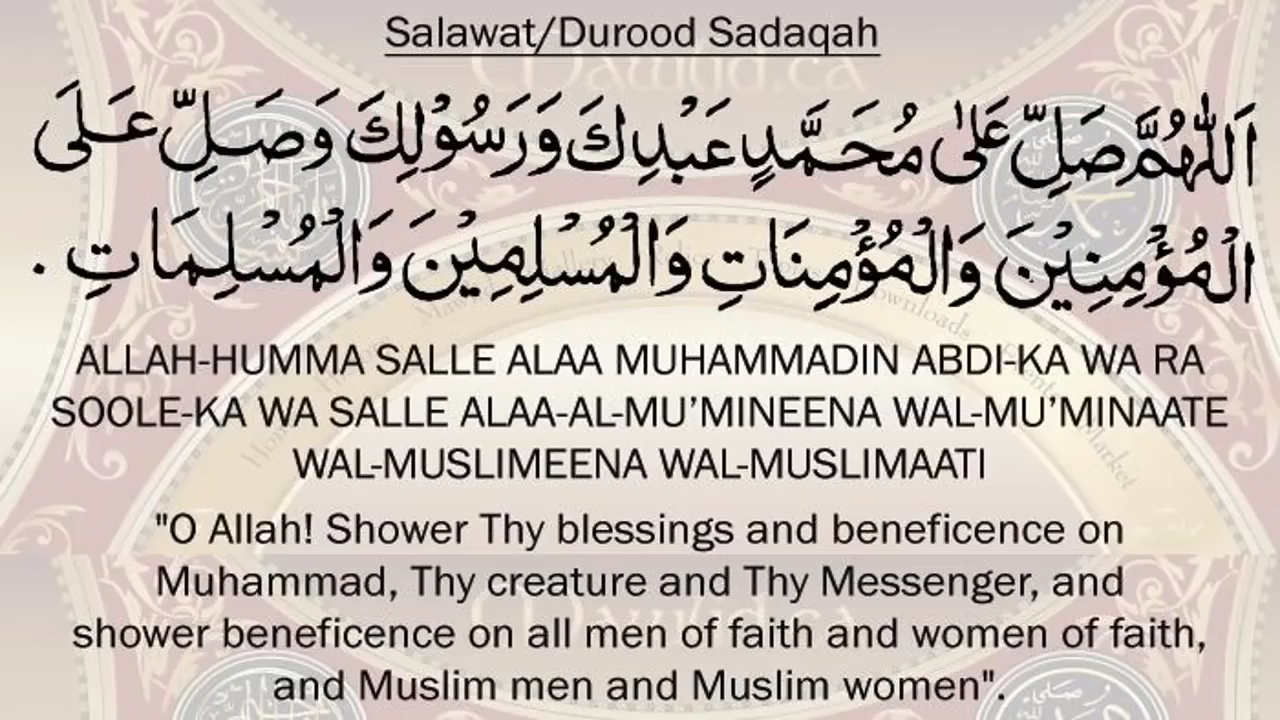 Salawat/Durood Sadaqah
اَللّٰهُمَّ صَلِّ عَلٰى مُحَمَّدٍ عَبْدِكَ وَرَسُوْلِكَ وَصَلِّ عَلَى
الْمُؤْمِنِيْنَ وَالْمُؤْمِنَاتِ وَالْمُسْلِمِيْنَ وَالْمُسْلِمَاتِ .
ALLAH-HUMMA SALLE ALAA MUHAMMADIN ABDI-KA WA RA
SOOLE-KA WA SALLE ALAA-AL-MU’MINEENA WAL-MU’MINAATE
WAL-MUSLIMEENA WAL-MUSLIMAATI
"O Allah! Shower Thy blessings and beneficence on
Muhammad, Thy creature and Thy Messenger, and
shower beneficence on all men of faith and women of faith,
and Muslim men and Muslim women".